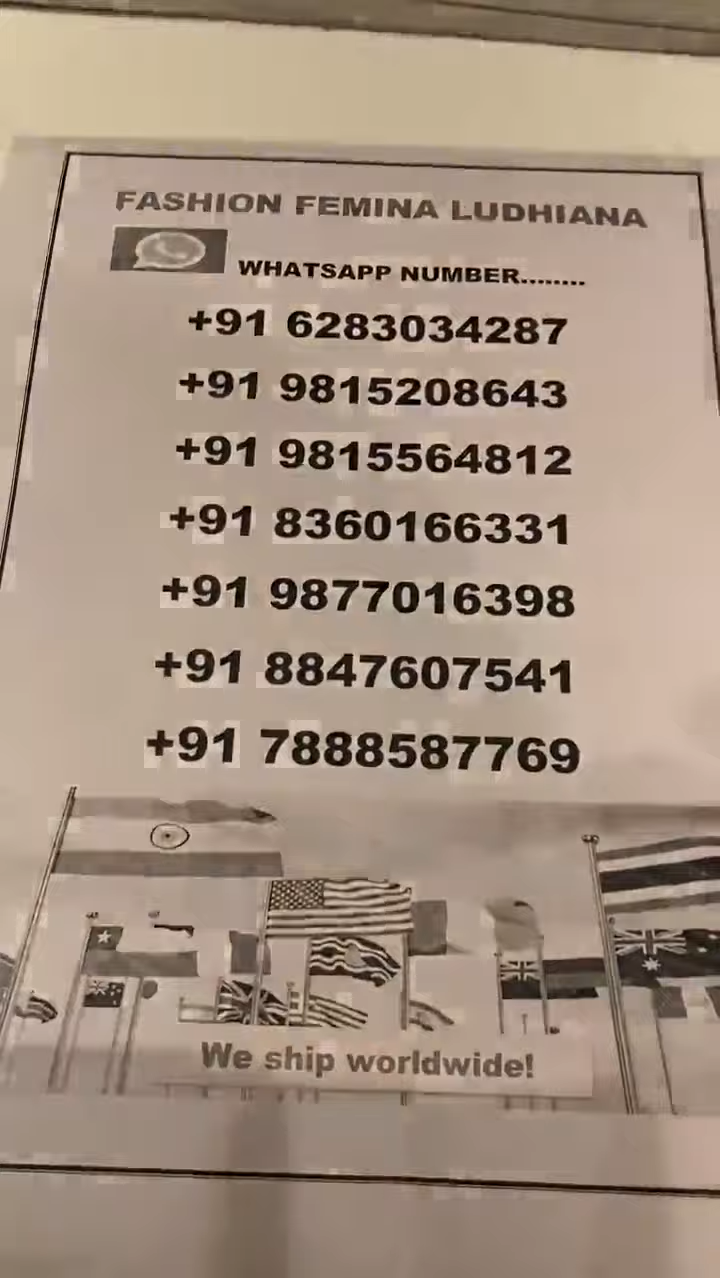 FASHION FEMINA LUDHIANA
WHATSAPP NUMBER........
+91 6283034287
+91 9815208643
+91 9815564812
+91 8360166331
+91 9877016398
+91 8847607541
+91 7888587769
We ship worldwide!